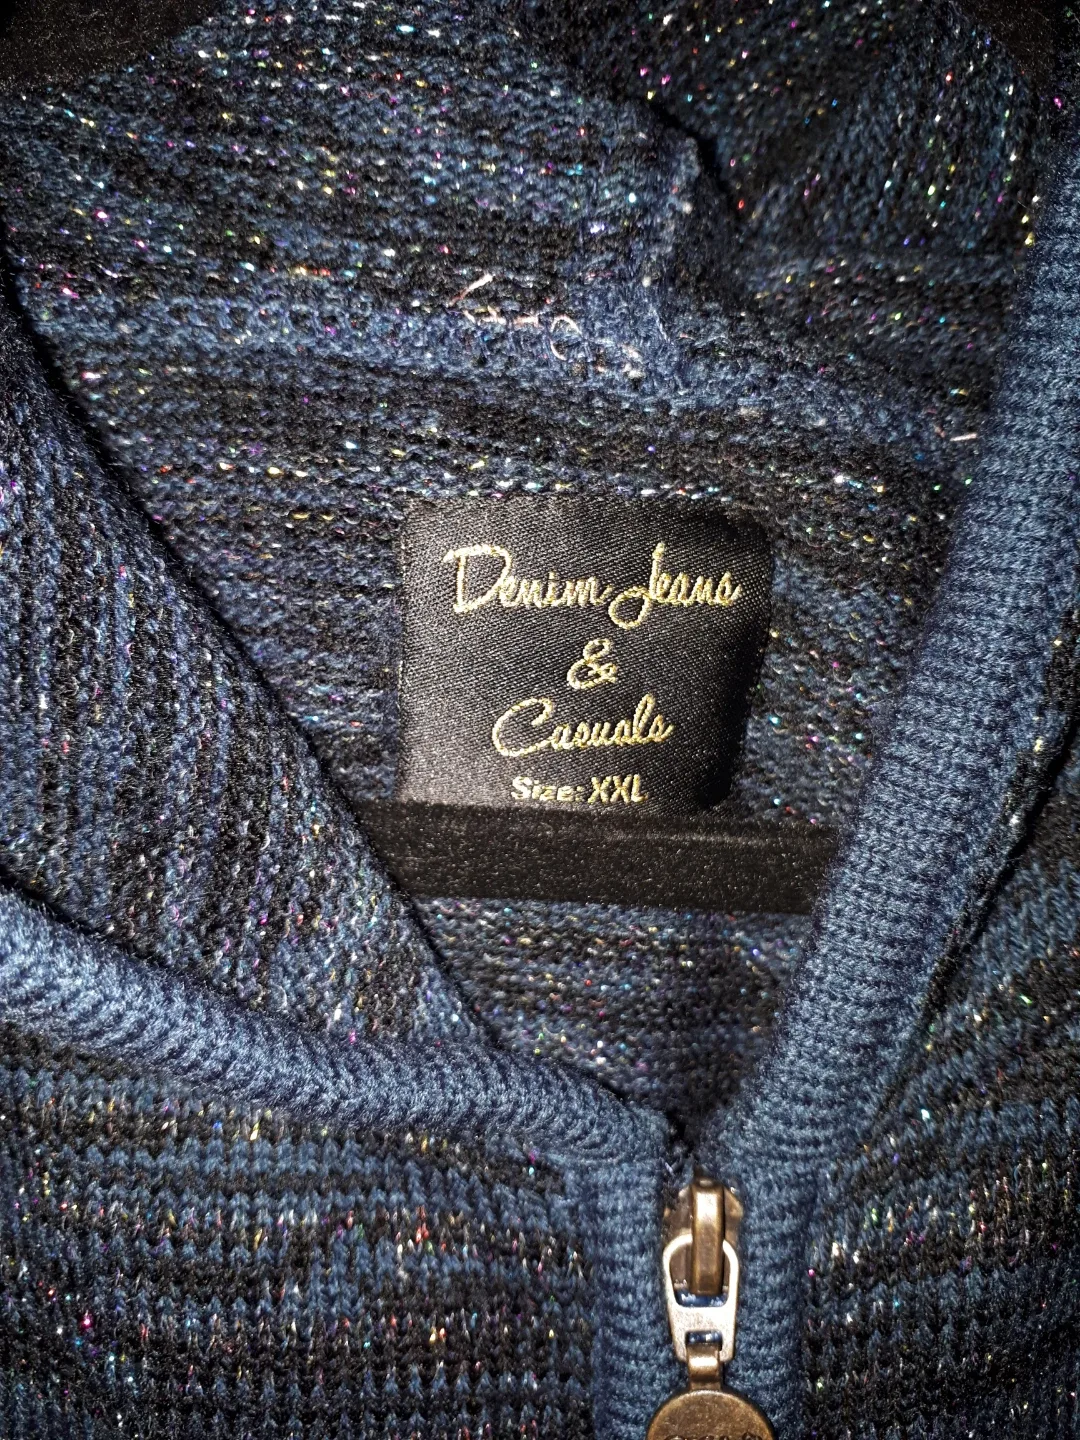 Denim Jeans
&
Casuals
Size: XXL